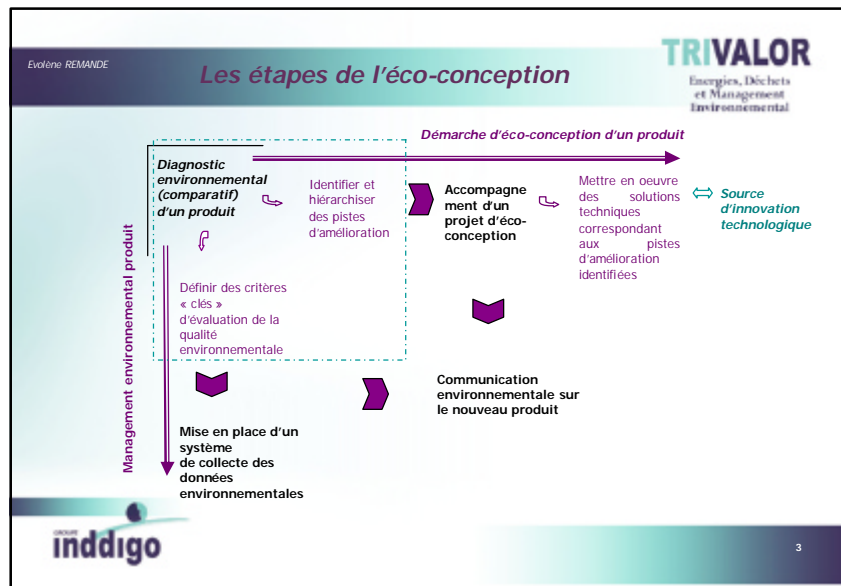 Evolène REMANDE
Les étapes de l'éco-conception
TRIVALOR
Energies, Déchets
et Management
Environnemental
Démarche d'éco-conception d'un produit
Management environnemental produit
Diagnostic
environnemental
(comparatif)
d'un produit
Identifier et
hiérarchiser
des pistes
d'amélioration
Accompagne
ment d'un
projet d'éco-
conception
Mettre en oeuvre
des solutions
techniques
correspondant
aux pistes
d'amélioration
identifiées
Source
d'innovation
technologique
Définir des critères
« clés »
d'évaluation de la
qualité
environnementale
Communication
environnementale sur
le nouveau produit
Mise en place d'un
système
de collecte des
données
environnementales
GROUPE
inddigo
3